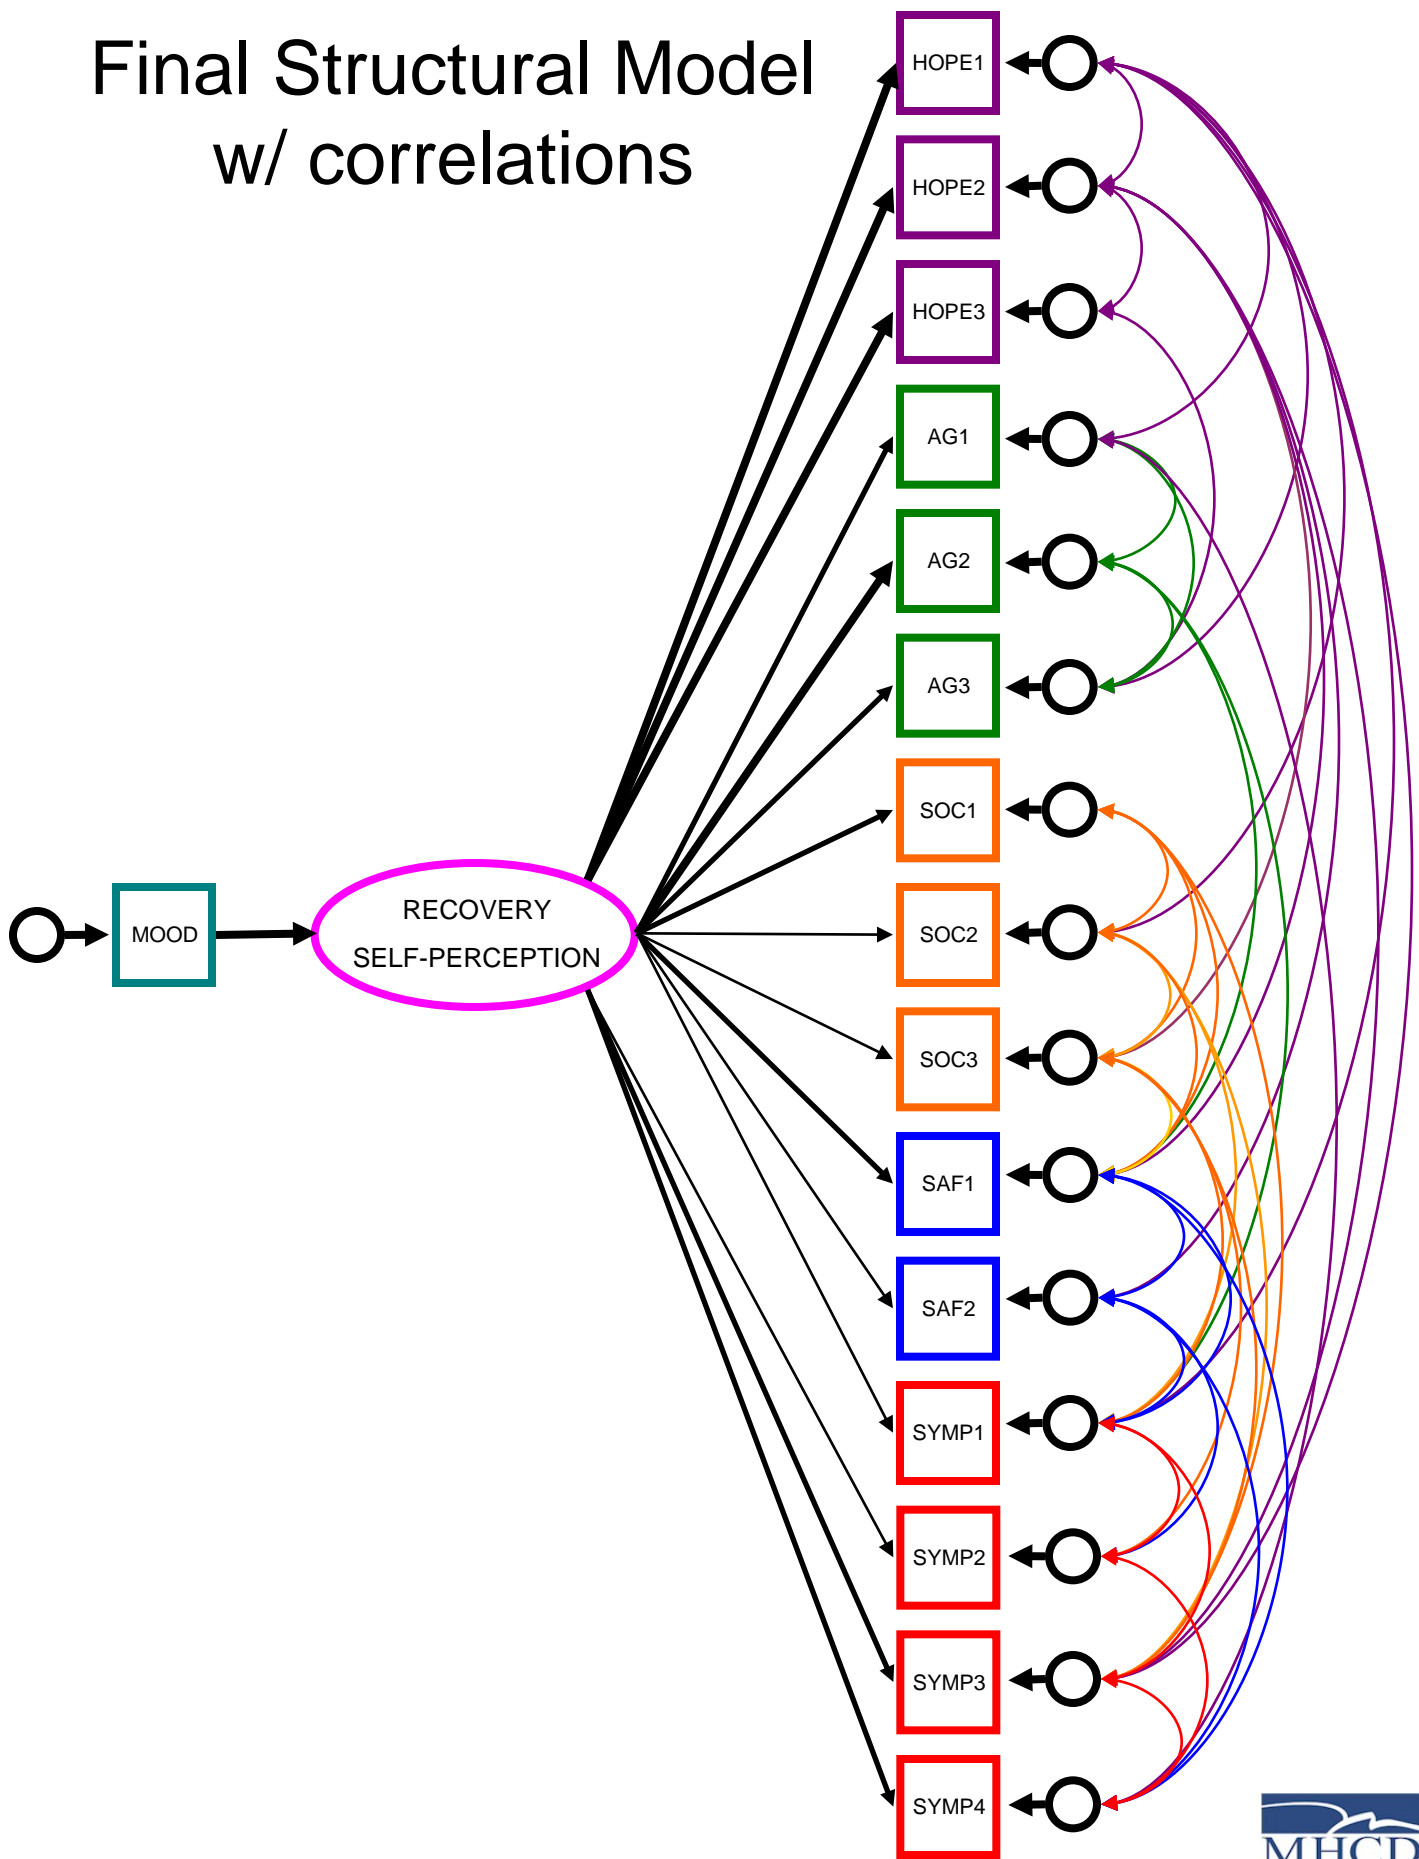 Final Structural Model
w/ correlations
HOPE1
HOPE2
HOPE3
AG1
AG2
AG3
SOC1
MOOD
RECOVERY
SELF-PERCEPTION
SOC2
SOC3
SAF1
SAF2
SYMP1
SYMP2
SYMP3
SYMP4
MHCD